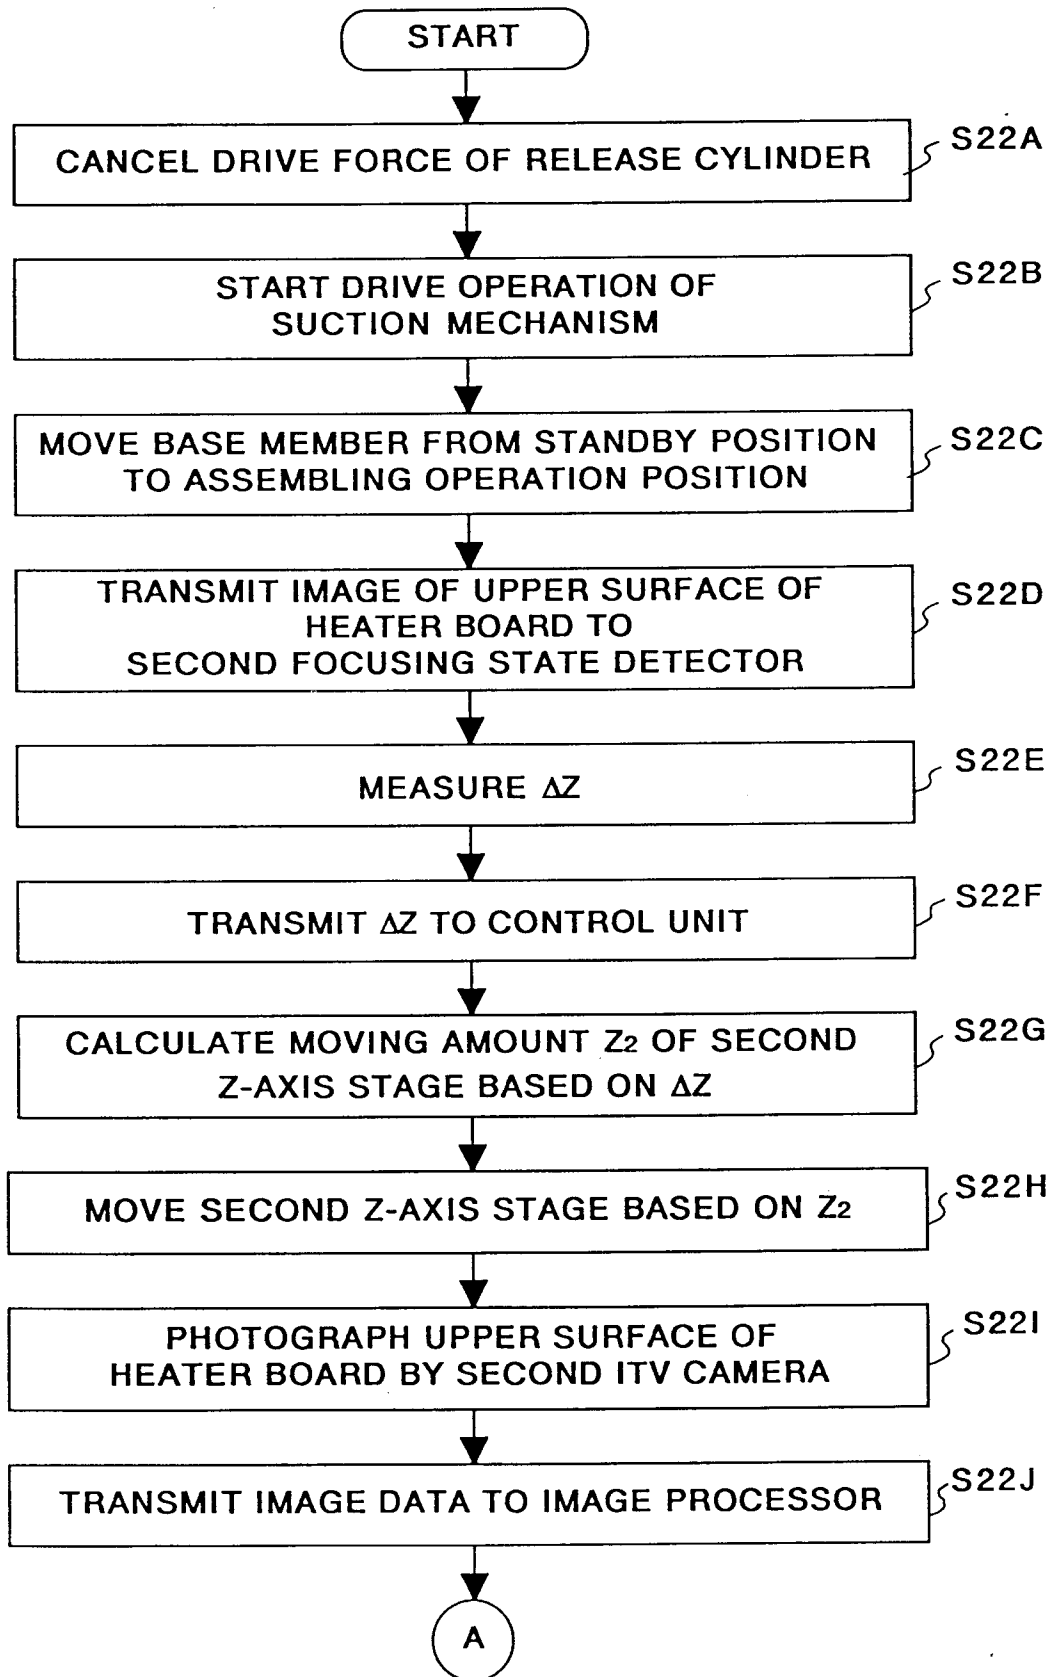 START
CANCEL DRIVE FORCE OF RELEASE CYLINDER
S22A
START DRIVE OPERATION OF
SUCTION MECHANISM
S22B
MOVE BASE MEMBER FROM STANDBY POSITION
TO ASSEMBLING OPERATION POSITION
S22C
TRANSMIT IMAGE OF UPPER SURFACE OF
HEATER BOARD TO
SECOND FOCUSING STATE DETECTOR
S22D
MEASURE ΔZ
S22E
TRANSMIT ΔZ TO CONTROL UNIT
S22F
CALCULATE MOVING AMOUNT Z2 OF SECOND
Z-AXIS STAGE BASED ON ΔZ
S22G
MOVE SECOND Z-AXIS STAGE BASED ON Z2
S22H
PHOTOGRAPH UPPER SURFACE OF
HEATER BOARD BY SECOND ITV CAMERA
S22I
TRANSMIT IMAGE DATA TO IMAGE PROCESSOR
S22J
A